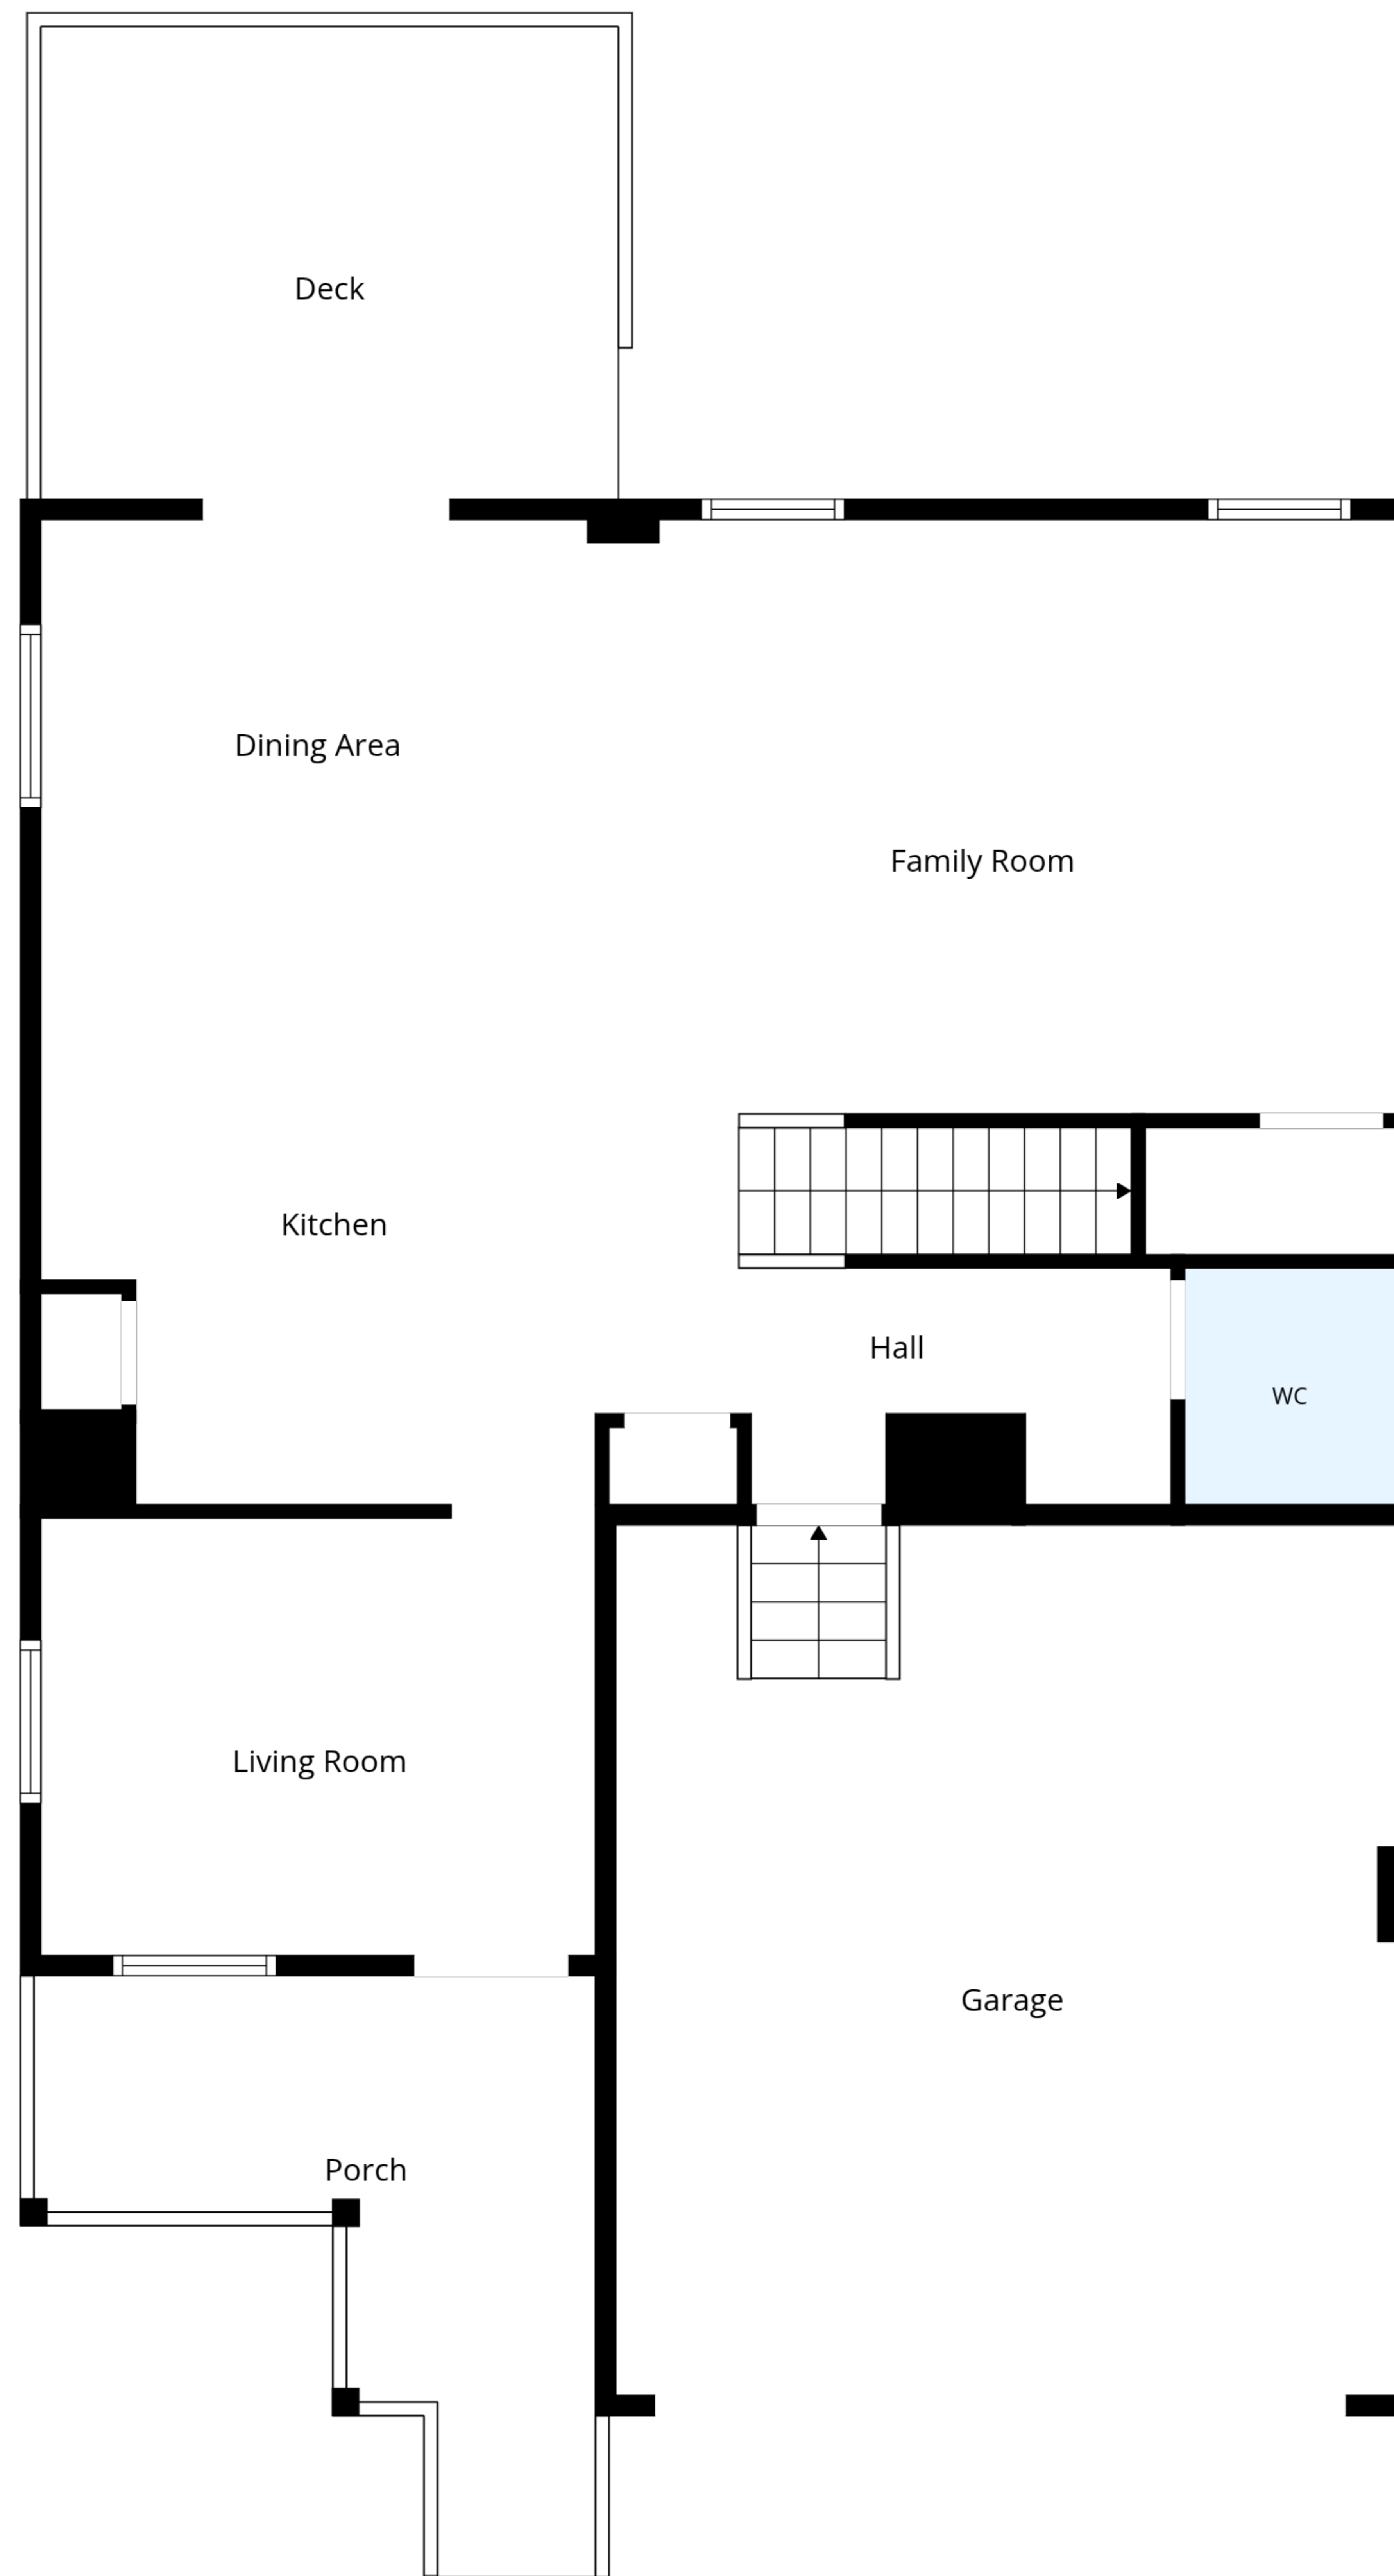 Deck
Dining Area
Family Room
Kitchen
Hall
WC
Living Room
Garage
Porch